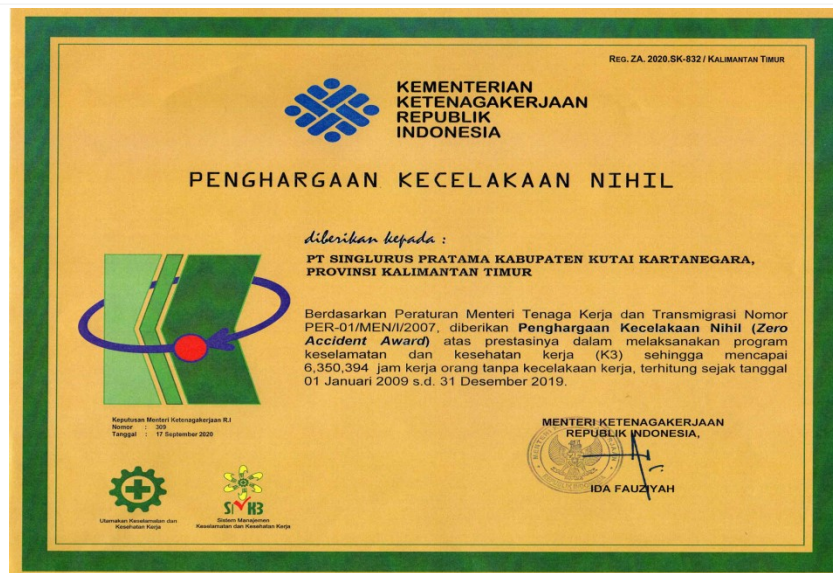 REG. ZA. 2020.SK-832 / KALIMANTAN TIMUR
KEMENTERIAN
KETENAGAKERJAAN
REPUBLIK
INDONESIA
PENGHARGAAN KECELAKAAN NIHIL
diberikan kepada :
PT SINGLURUS PRATAMA KABUPATEN KUTAI KARTANEGARA,
PROVINSI KALIMANTAN TIMUR
Berdasarkan Peraturan Menteri Tenaga Kerja dan Transmigrasi Nomor
PER-01/MEN/I/2007, diberikan Penghargaan Kecelakaan Nihil (Zero
Accident Award) atas prestasinya dalam melaksanakan program
keselamatan dan kesehatan kerja (K3) sehingga mencapai
6,350,394 jam kerja orang tanpa kecelakaan kerja, terhitung sejak tanggal
01 Januari 2009 s.d. 31 Desember 2019.
Keputusan Menteri Ketenagakerjaan R.I
Nomor : 309
Tanggal : 17 September 2020
MENTERI KETENAGAKERJAAN
REPUBLIK INDONESIA,
IDA FAUZIYAH
Utamakan Keselamatan dan
Kesehatan Kerja
SMK3
Sistem Manajemen
Keselamatan dan Kesehatan Kerja